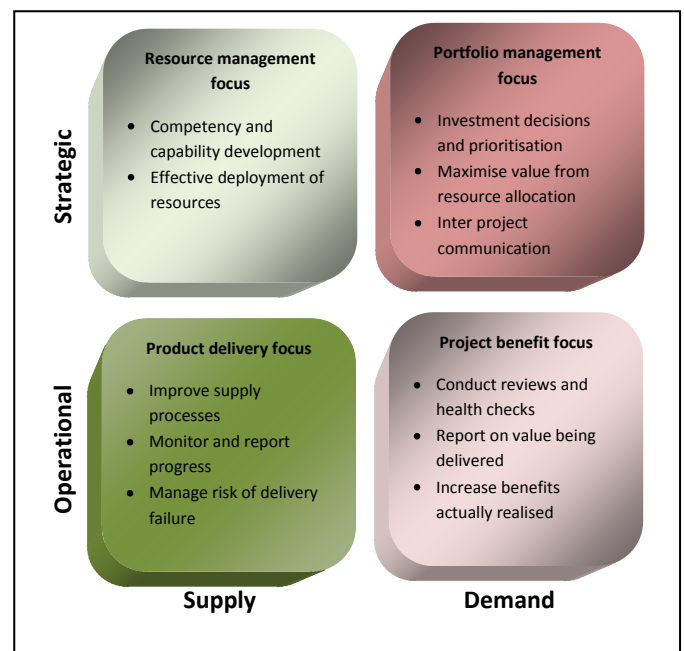 Strategic
Resource management
focus
• Competency and
capability development
• Effective deployment of
resources
Portfolio management
focus
• Investment decisions
and prioritisation
• Maximise value from
resource allocation
• Inter project
communication
Operational
Product delivery focus
• Improve supply
processes
• Monitor and report
progress
• Manage risk of delivery
failure
Project benefit focus
• Conduct reviews and
health checks
• Report on value being
delivered
• Increase benefits
actually realised
Supply
Demand